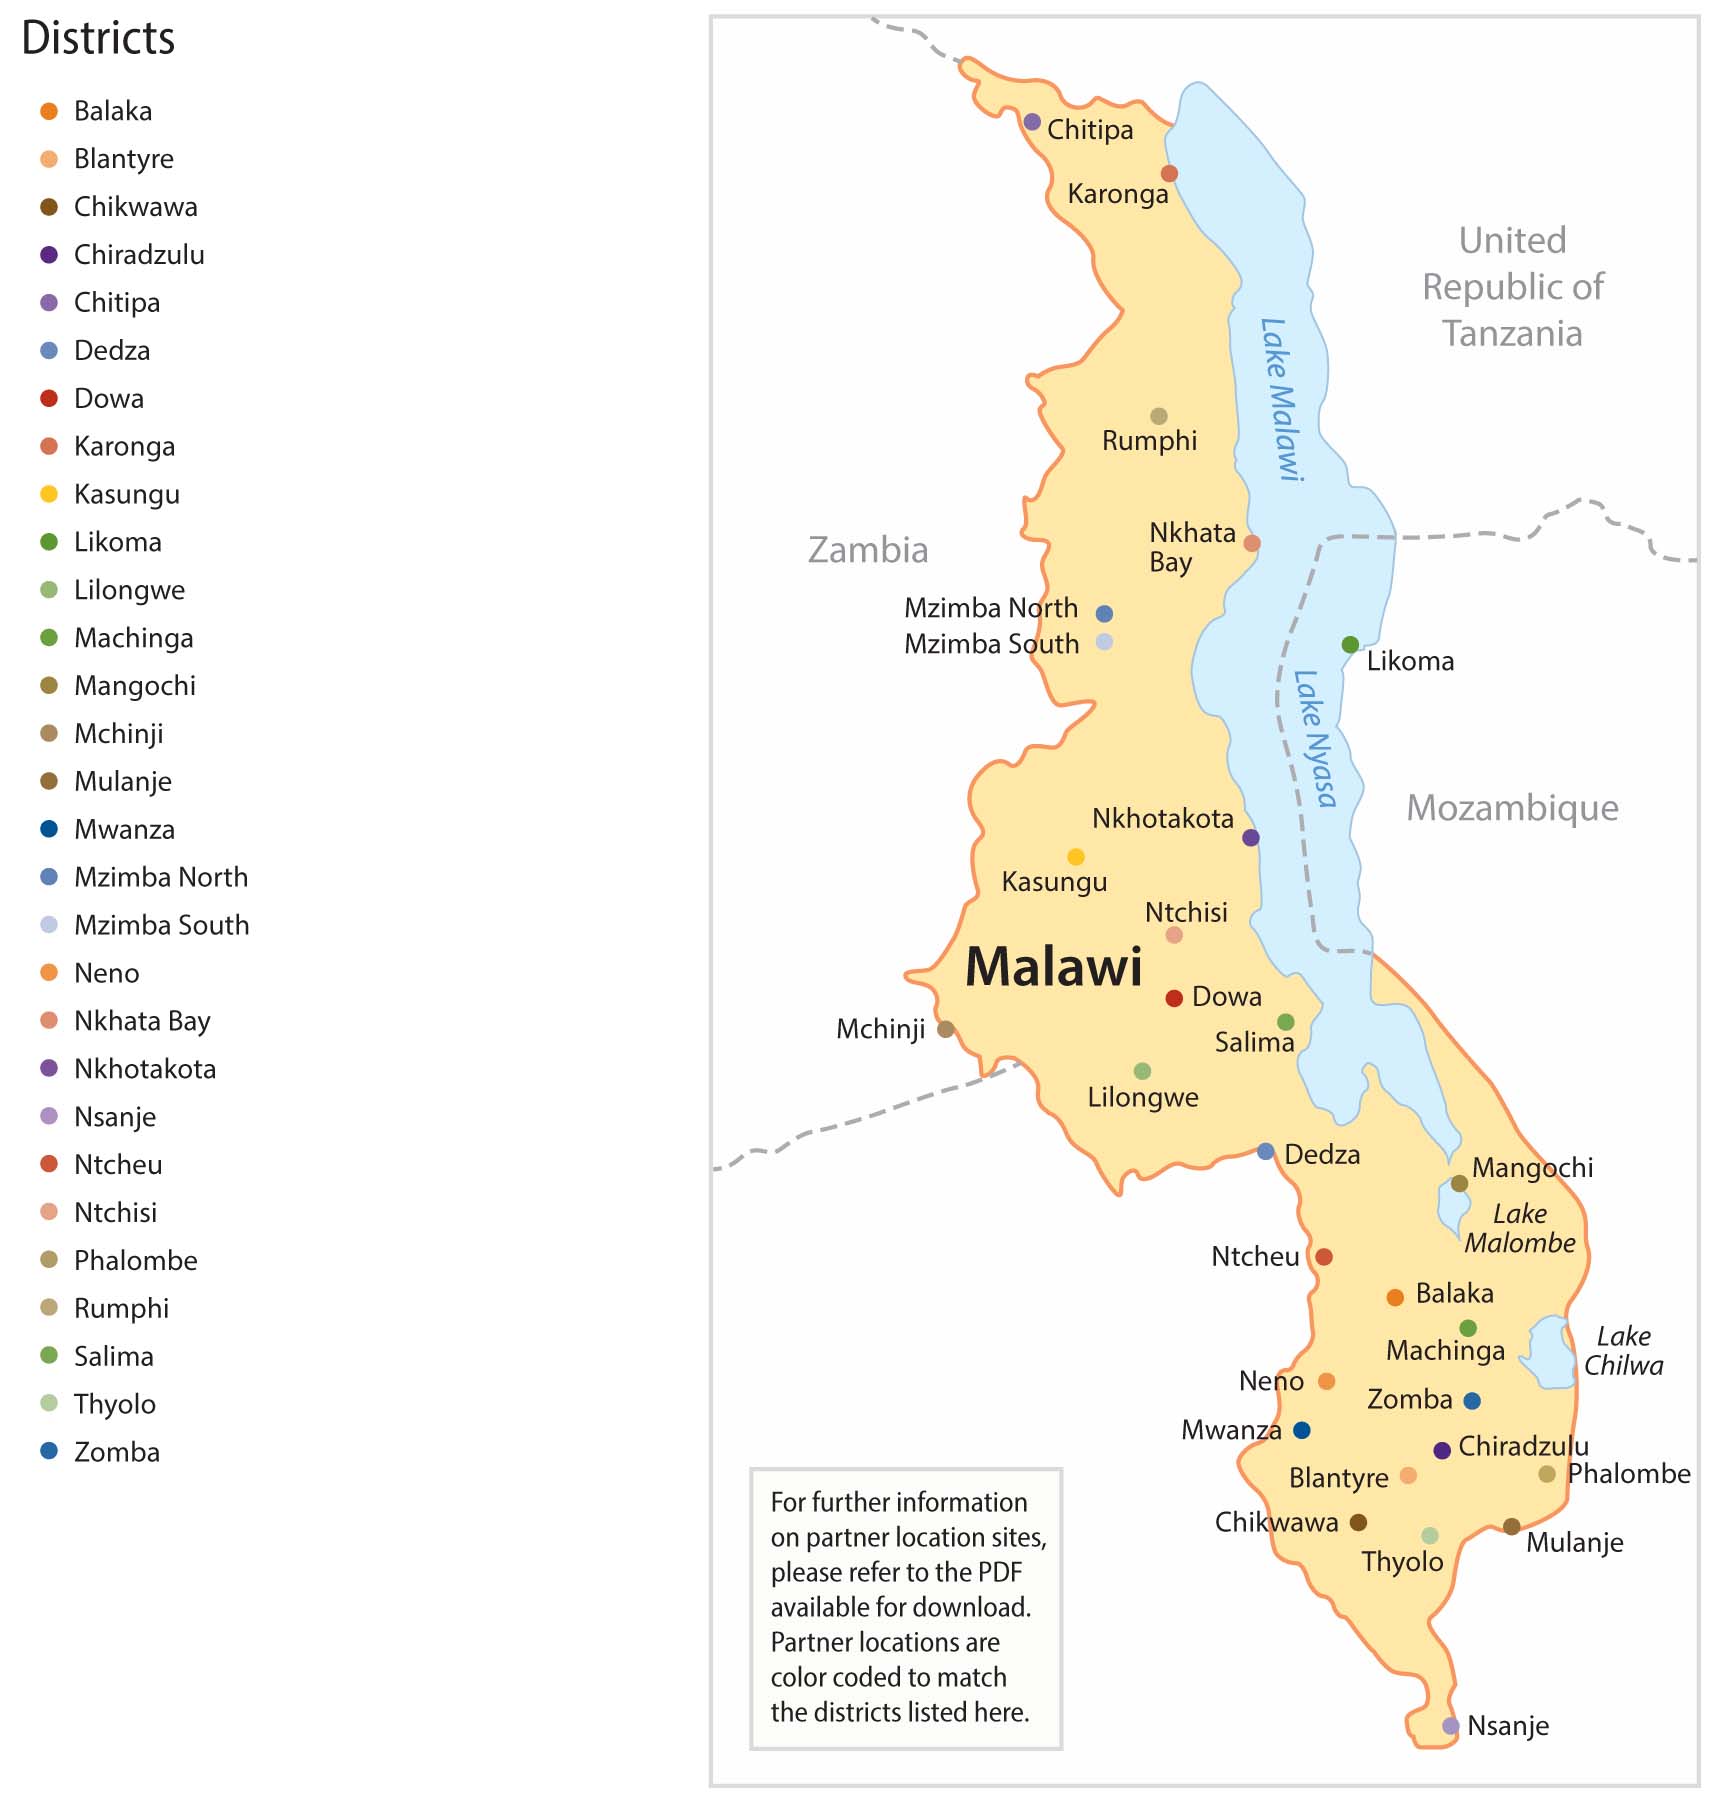 Districts
Balaka
Blantyre
Chikwawa
Chiradzulu
Chitipa
Dedza
Dowa
Karonga
Kasungu
Likoma
Lilongwe
Machinga
Mangochi
Mchinji
Mulanje
Mwanza
Mzimba North
Mzimba South
Neno
Nkhata Bay
Nkhotakota
Nsanje
Ntcheu
Ntchisi
Phalombe
Rumphi
Salima
Thyolo
Zomba
Chitipa
Karonga
United
Republic of
Tanzania
Lake Malawi
Rumphi
Nkhata
Bay
Zambia
Mzimba North
Mzimba South
Likoma
Lake Nyasa
Mozambique
Nkhotakota
Kasungu
Ntchisi
Malawi
Dowa
Mchinji
Salima
Lilongwe
Dedza
Mangochi
Lake
Malombe
Ntcheu
Balaka
Machinga
Lake
Chilwa
Neno
Zomba
Mwanza
Chiradzulu
Blantyre
Phalombe
Chikwawa
Thyolo
Mulanje
Nsanje
For further information
on partner location sites,
please refer to the PDF
available for download.
Partner locations are
color coded to match
the districts listed here.